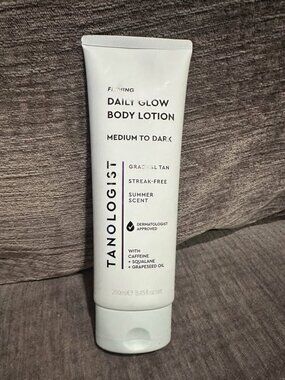 DAILY GLOW
BODY LOTION
MEDIUM TO DARK
TAN
STREAK-FREE
SUMMER
SCENT
DERMATOLOGIST
APPROVED
WITH
CAFFEINE
+ SQUALANE
+ GRAPESEED OIL
TANOLOGIST